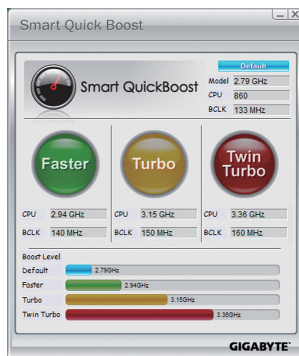 Smart Quick Boost
Default
Smart QuickBoost
Model 2.79 GHz
CPU 860
BCLK 133 MHz
Faster
Turbo
Twin Turbo
CPU 2.94 GHz
CPU 3.15 GHz
CPU 3.36 GHz
BCLK 140 MHz
BCLK 150 MHz
BCLK 160 MHz
Boost Level
Default 2.79GHz
Faster 2.94GHz
Turbo 3.15GHz
Twin Turbo 3.36GHz
GIGABYTE™